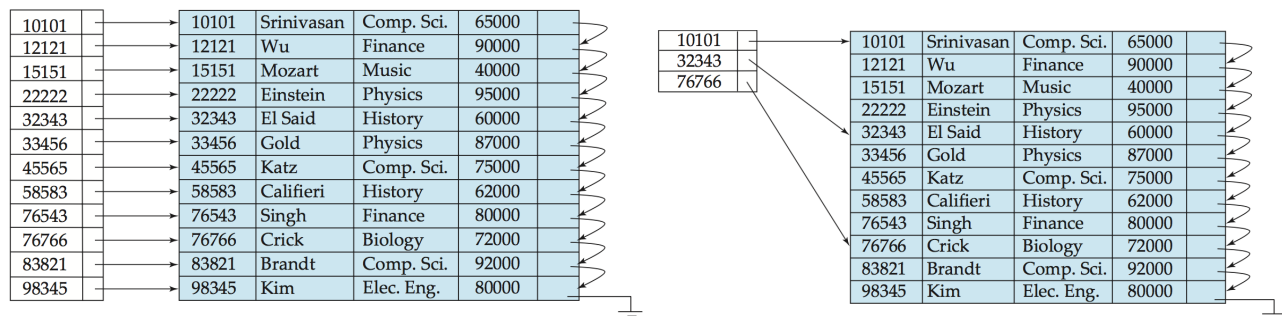 10101 10101 Srinivasan Comp. Sci. 65000
12121 12121 Wu Finance 90000
15151 15151 Mozart Music 40000
22222 22222 Einstein Physics 95000
32343 32343 El Said History 60000
33456 33456 Gold Physics 87000
45565 45565 Katz Comp. Sci. 75000
58583 58583 Califieri History 62000
76543 76543 Singh Finance 80000
76766 76766 Crick Biology 72000
83821 83821 Brandt Comp. Sci. 92000
98345 98345 Kim Elec. Eng. 80000
10101
32343
76766
10101 Srinivasan Comp. Sci. 65000
12121 Wu Finance 90000
15151 Mozart Music 40000
22222 Einstein Physics 95000
32343 El Said History 60000
33456 Gold Physics 87000
45565 Katz Comp. Sci. 75000
58583 Califieri History 62000
76543 Singh Finance 80000
76766 Crick Biology 72000
83821 Brandt Comp. Sci. 92000
98345 Kim Elec. Eng. 80000